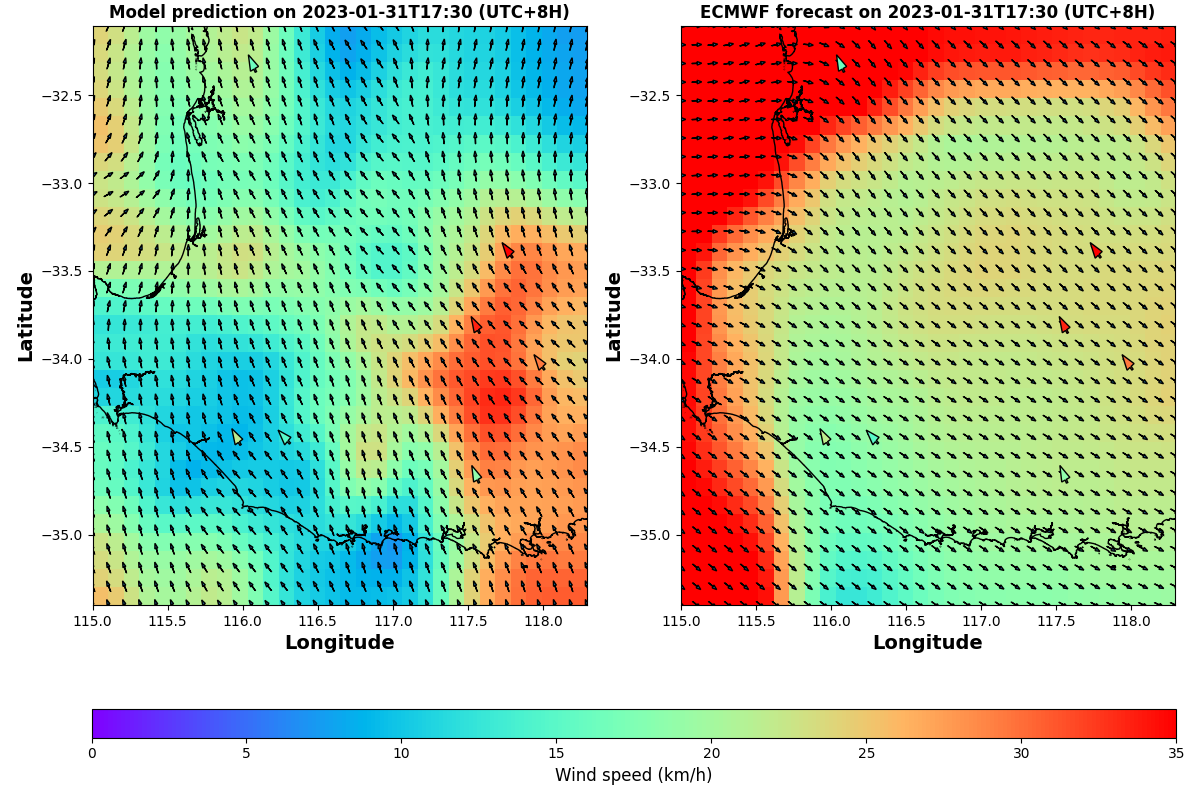 Model prediction on 2023-01-31T17:30 (UTC+8H)
ECMWF forecast on 2023-01-31T17:30 (UTC+8H)
Latitude
−32.5
−33.0
−33.5
−34.0
−34.5
−35.0
115.0 115.5 116.0 116.5 117.0 117.5 118.0
Longitude
Latitude
−32.5
−33.0
−33.5
−34.0
−34.5
−35.0
115.0 115.5 116.0 116.5 117.0 117.5 118.0
Longitude
0 5 10 15 20 25 30 35
Wind speed (km/h)